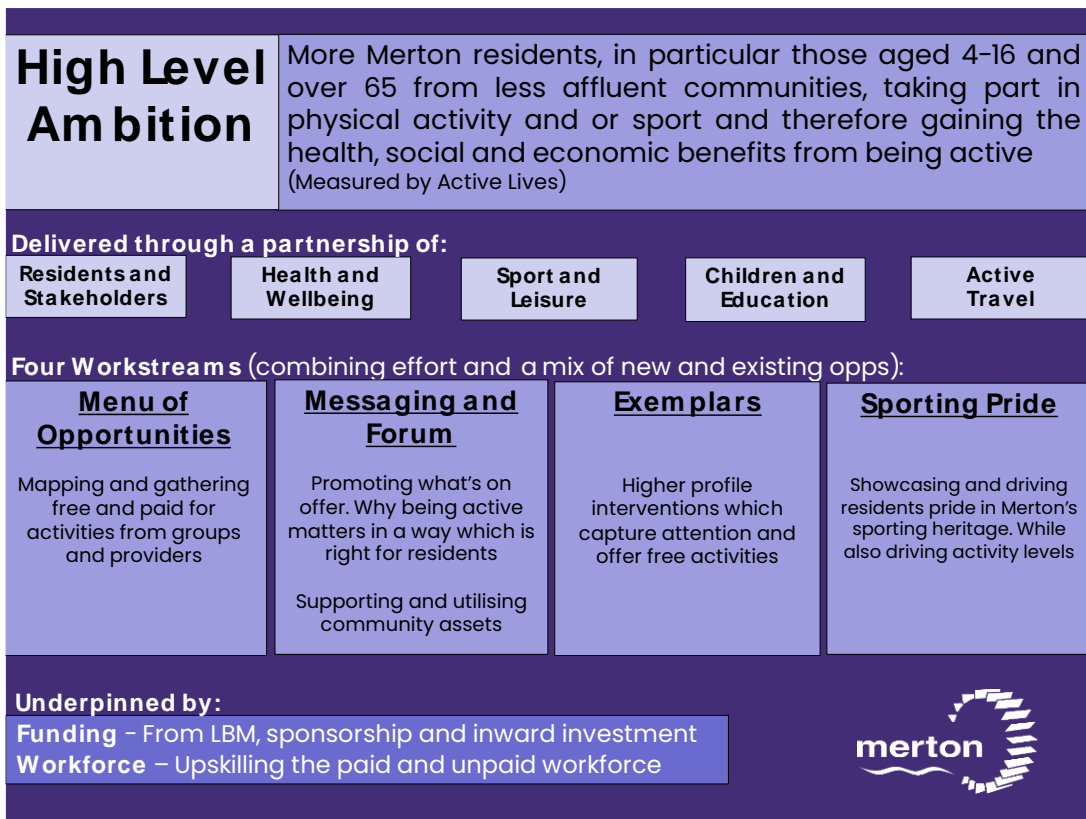 High Level
Ambition
More Merton residents, in particular those aged 4-16 and
over 65 from less affluent communities, taking part in
physical activity and or sport and therefore gaining the
health, social and economic benefits from being active
(Measured by Active Lives)
Delivered through a partnership of:
Residents and
Stakeholders
Health and
Wellbeing
Sport and
Leisure
Children and
Education
Active
Travel
Four Workstreams (combining effort and a mix of new and existing opps):
Menu of
Opportunities
Mapping and gathering
free and paid for
activities from groups
and providers
Messaging and
Forum
Promoting what's on
offer. Why being active
matters in a way which is
right for residents
Supporting and utilising
community assets
Exemplars
Higher profile
interventions which
capture attention and
offer free activities
Sporting Pride
Showcasing and driving
residents pride in Merton's
sporting heritage. While
also driving activity levels
Underpinned by:
Funding - From LBM, sponsorship and inward investment
Workforce – Upskilling the paid and unpaid workforce
merton